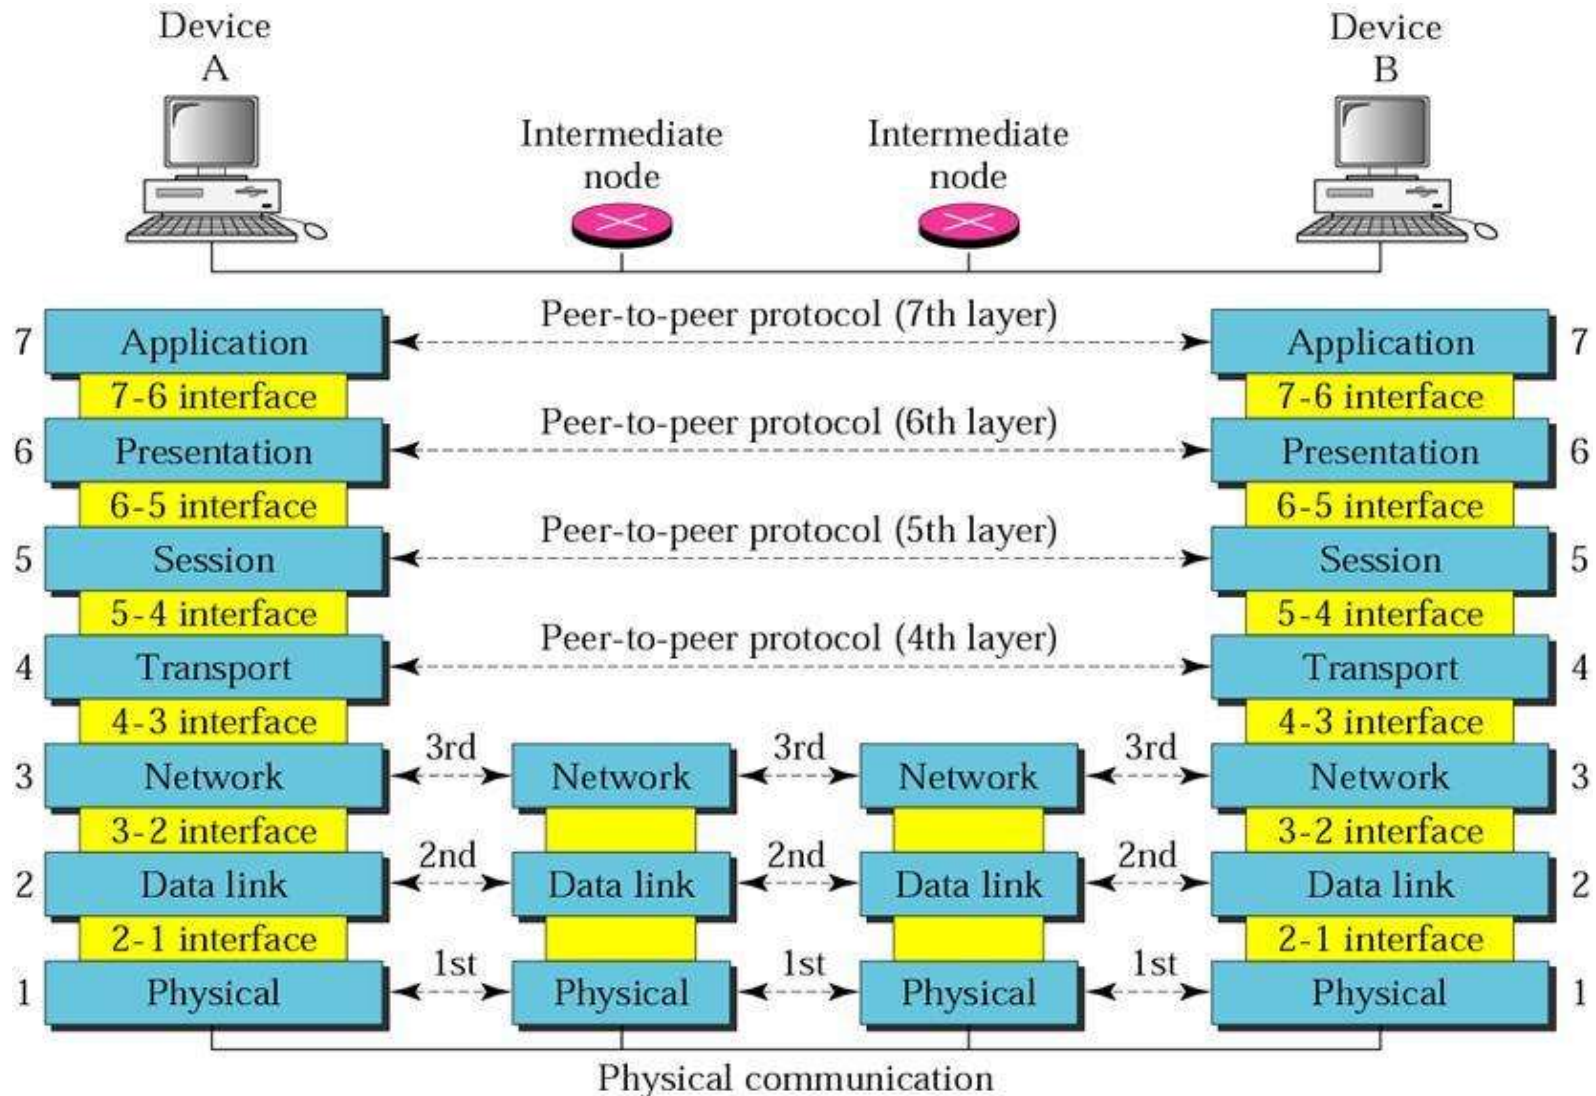 Device
A
Device
B
Intermediate
node
Intermediate
node
Peer-to-peer protocol (7th layer)
7 Application
Application 7
7-6 interface
7-6 interface
Peer-to-peer protocol (6th layer)
6 Presentation
Presentation 6
6-5 interface
6-5 interface
Peer-to-peer protocol (5th layer)
5 Session
Session 5
5-4 interface
5-4 interface
Peer-to-peer protocol (4th layer)
4 Transport
Transport 4
4-3 interface
4-3 interface
3rd 3rd 3rd
3 Network Network Network Network 3
3-2 interface
3-2 interface
2nd 2nd 2nd
2 Data link Data link Data link Data link 2
2-1 interface
2-1 interface
1st 1st 1st
1 Physical Physical Physical Physical 1
Physical communication